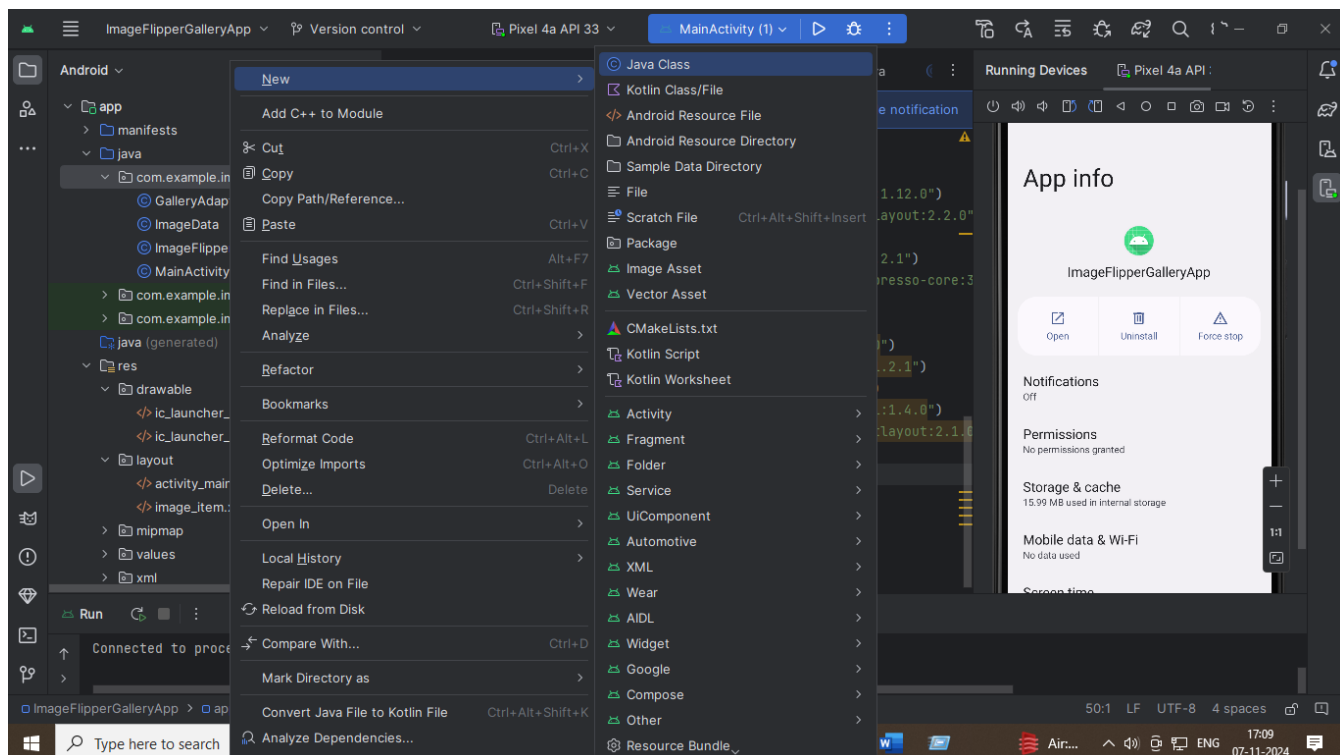 ImageFlipperGalleryApp
Version control
Pixel 4a API 33
MainActivity (1)
Android
app
manifests
java
com.example.in
GalleryAdap
ImageData
ImageFlippe
MainActivity
com.example.in
com.example.in
java (generated)
res
drawable
ic_launcher_
ic_launcher_
layout
activity_mair
image_item.
mipmap
values
xml
Run
Connected to proce
ImageFlipperGalleryApp > ap
New
Add C++ to Module
Cut Ctrl+X
Copy Ctrl+C
Copy Path/Reference...
Paste Ctrl+V
Find Usages Alt+F7
Find in Files... Ctrl+Shift+F
Replace in Files... Ctrl+Shift+R
Analyze
Refactor
Bookmarks
Reformat Code Ctrl+Alt+L
Optimize Imports Ctrl+Alt+O
Delete... Delete
Open In
Local History
Repair IDE on File
Reload from Disk
Compare With... Ctrl+D
Mark Directory as
Convert Java File to Kotlin File Ctrl+Alt+Shift+K
Analyze Dependencies...
Java Class
Kotlin Class/File
Android Resource File
Android Resource Directory
Sample Data Directory
File
Scratch File Ctrl+Alt+Shift+Insert
Package
Image Asset
Vector Asset
CMakeLists.txt
Kotlin Script
Kotlin Worksheet
Activity
Fragment
Folder
Service
UiComponent
Automotive
XML
Wear
AIDL
Widget
Google
Compose
Other
Resource Bundle
a
e notification
1.12.0")
ayout:2.2.0"
2.1")
resso-core:3
")
.2.1")
:1.4.0")
tlayout:2.1.0
Running Devices
Pixel 4a API
App info
ImageFlipperGalleryApp
Open
Uninstall
Force stop
Notifications
Off
Permissions
No permissions granted
Storage & cache
15.99 MB used in internal storage
Mobile data & Wi-Fi
No data used
Screen time
1:1
50:1 LF UTF-8 4 spaces
Type here to search
Air...
ENG
17:09
07-11-2024